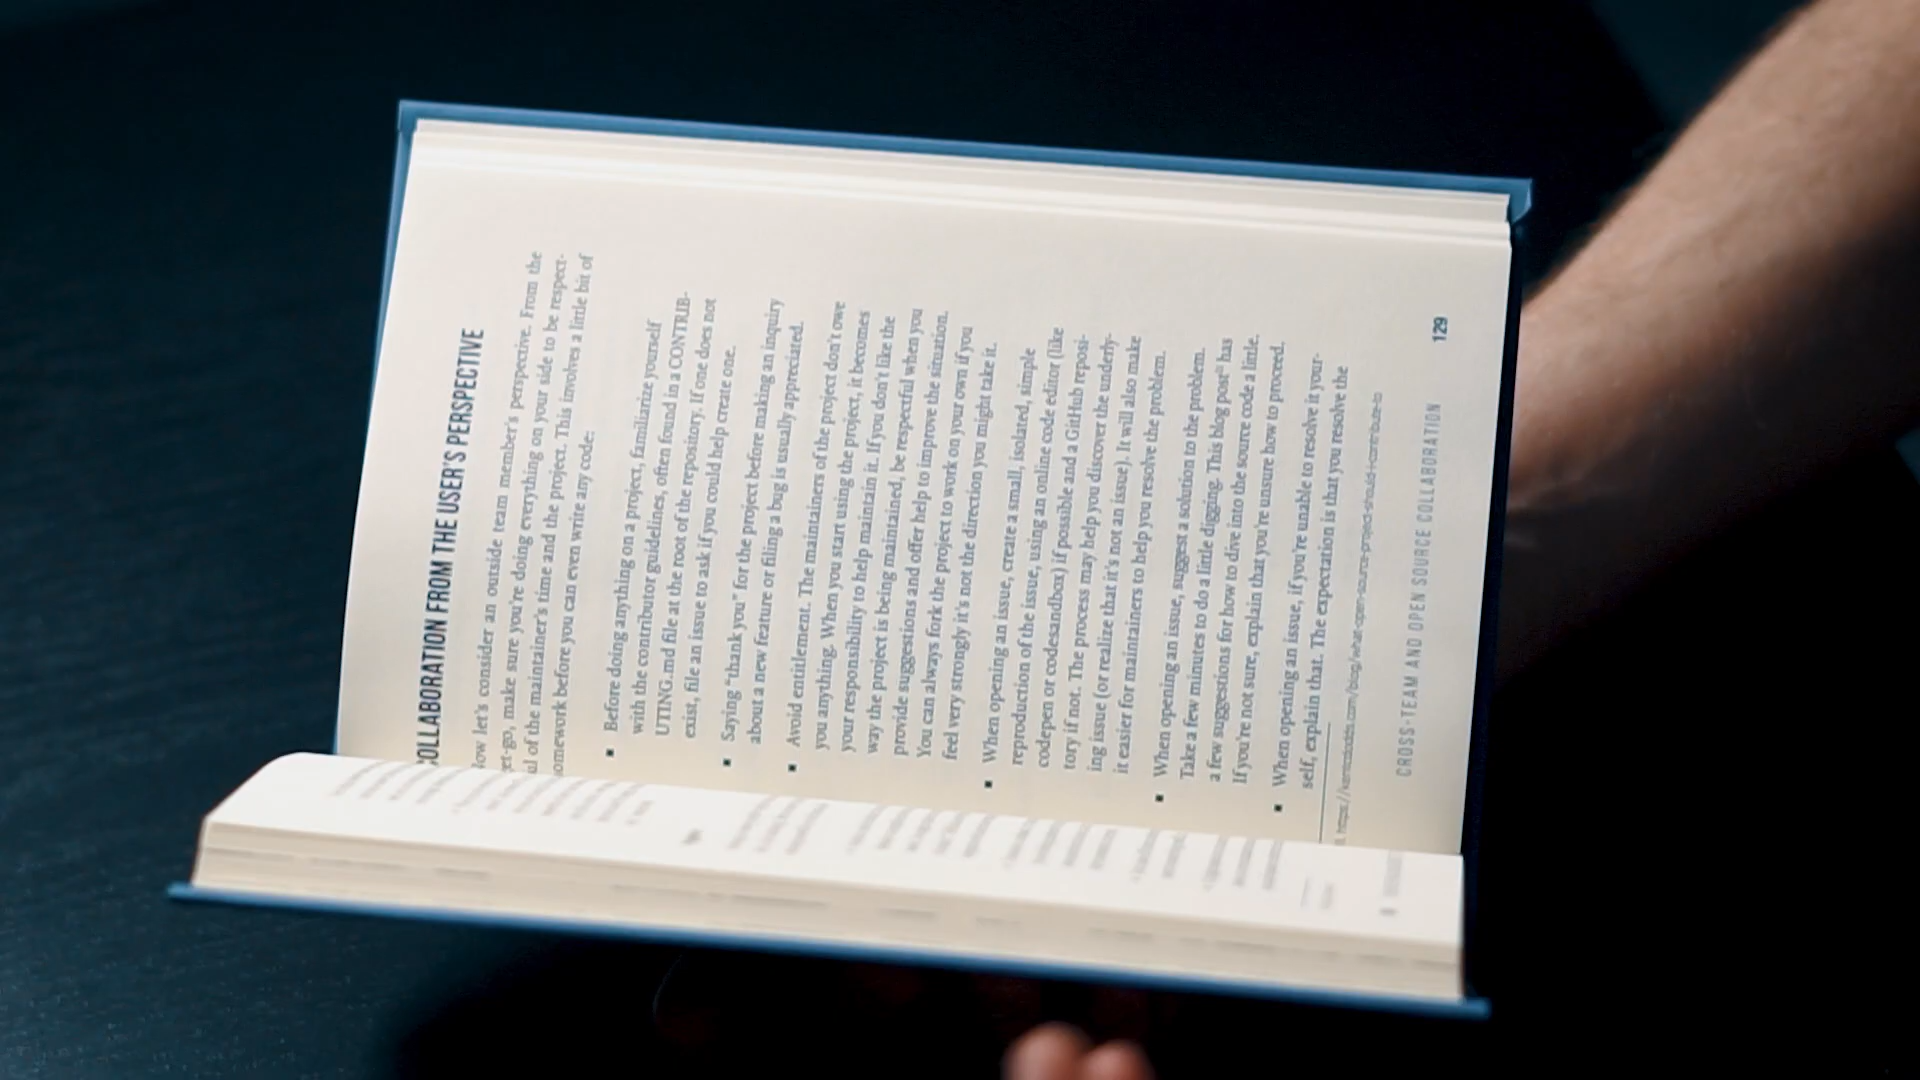 COLLABORATION FROM THE USER'S PERSPECTIVE
Now let's consider an outside team member's perspective. From the
get-go, make sure you're doing everything on your side to be respect-
ful of the maintainer's time and the project. This involves a little bit of
homework before you can even write any code:
▪ Before doing anything on a project, familiarize yourself
with the contributor guidelines, often found in a CONTRIB-
UTING.md file at the root of the repository. If one does not
exist, file an issue to ask if you could help create one.
▪ Saying “thank you” for the project before making an inquiry
about a new feature or filing a bug is usually appreciated.
▪ Avoid entitlement. The maintainers of the project don't owe
you anything. When you start using the project, it becomes
your responsibility to help maintain it. If you don't like the
way the project is being maintained, be respectful when you
provide suggestions and offer help to improve the situation.
You can always fork the project to work on your own if you
feel very strongly it's not the direction you might take it.
▪ When opening an issue, create a small, isolated, simple
reproduction of the issue, using an online code editor (like
codepen or codesandbox) if possible and a GitHub reposi-
tory if not. The process may help you discover the underly-
ing issue (or realize that it's not an issue). It will also make
it easier for maintainers to help you resolve the problem.
▪ When opening an issue, suggest a solution to the problem.
Take a few minutes to do a little digging. This blog post has
a few suggestions for how to dive into the source code a little.
If you're not sure, explain that you're unsure how to proceed.
▪ When opening an issue, if you're unable to resolve it your-
self, explain that. The expectation is that you resolve the
https://kentcdodds.com/blog/what-open-source-project-should-i-contribute-to
CROSS-TEAM AND OPEN SOURCE COLLABORATION 129